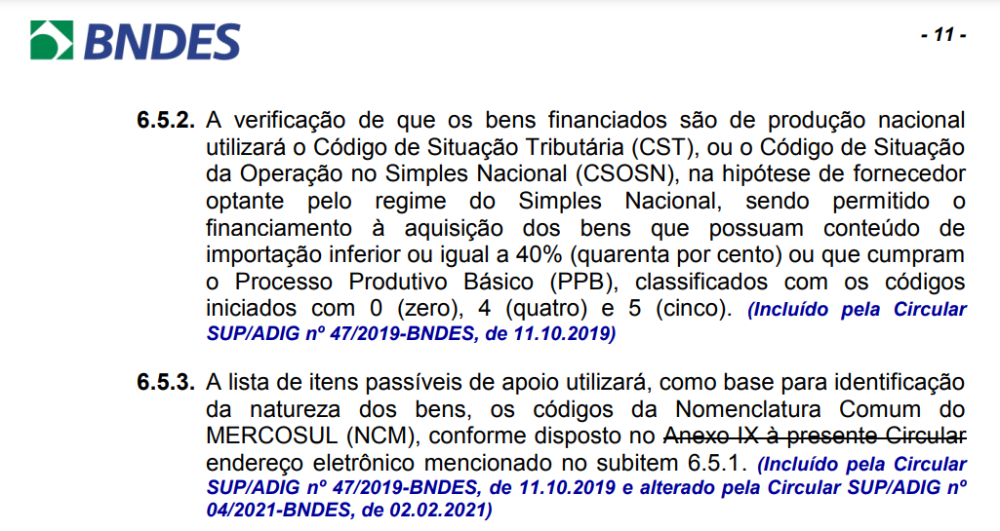 BNDES
- 11 -
6.5.2. A verificação de que os bens financiados são de produção nacional
utilizará o Código de Situação Tributária (CST), ou o Código de Situação
da Operação no Simples Nacional (CSOSN), na hipótese de fornecedor
optante pelo regime do Simples Nacional, sendo permitido o
financiamento à aquisição dos bens que possuam conteúdo de
importação inferior ou igual a 40% (quarenta por cento) ou que cumpram
o Processo Produtivo Básico (PPB), classificados com os códigos
iniciados com 0 (zero), 4 (quatro) e 5 (cinco). (Incluído pela Circular
SUP/ADIG nº 47/2019-BNDES, de 11.10.2019)
6.5.3. A lista de itens passíveis de apoio utilizará, como base para identificação
da natureza dos bens, os códigos da Nomenclatura Comum do
MERCOSUL (NCM), conforme disposto no Anexo IX à presente Circular
endereço eletrônico mencionado no subitem 6.5.1. (Incluído pela Circular
SUP/ADIG nº 47/2019-BNDES, de 11.10.2019 e alterado pela Circular SUP/ADIG nº
04/2021-BNDES, de 02.02.2021)